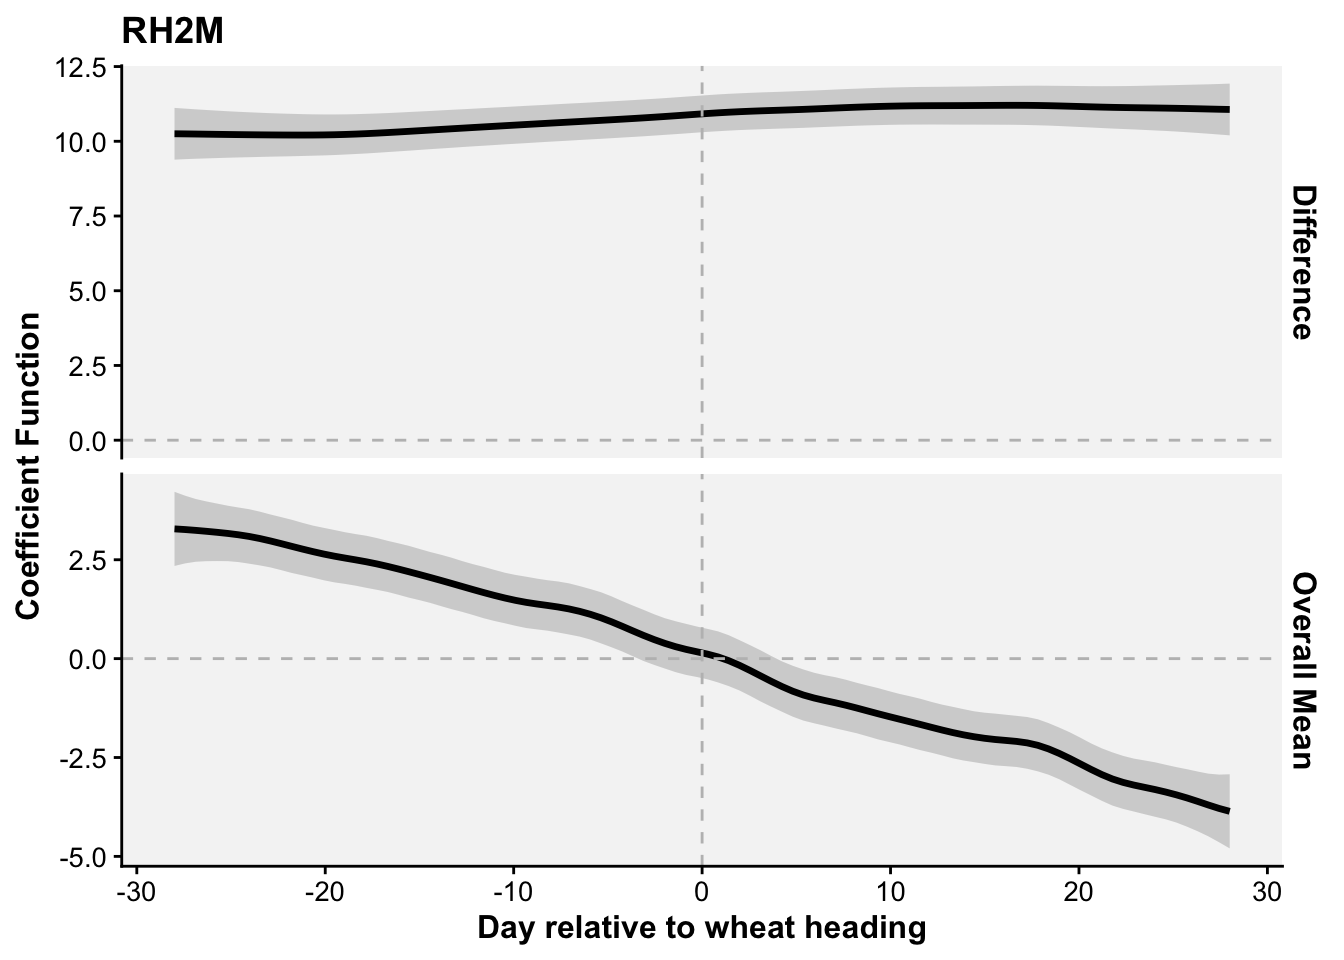 RH2M
12.5
10.0
7.5
5.0
2.5
0.0
Difference
2.5
0.0
-2.5
-5.0
Overall Mean
Coefficient Function
-30 -20 -10 0 10 20 30
Day relative to wheat heading